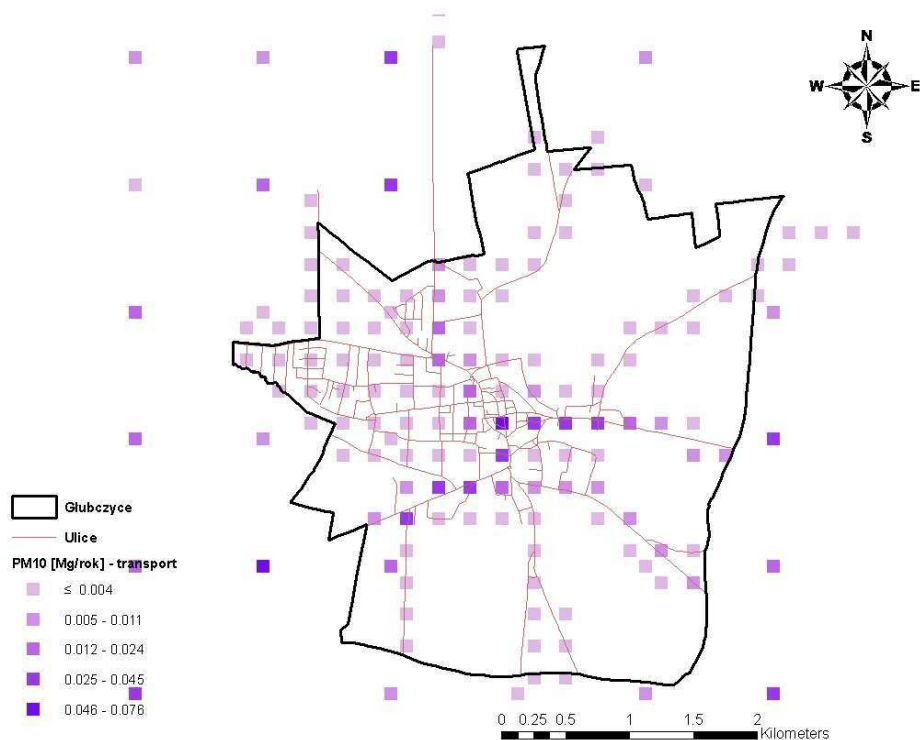 N
W E
S
Głubczyce
Ulice
PM10 [Mg/rok] - transport
≤ 0.004
0.005 - 0.011
0.012 - 0.024
0.025 - 0.045
0.046 - 0.076
0 0.25 0.5 1 1.5 2
Kilometers